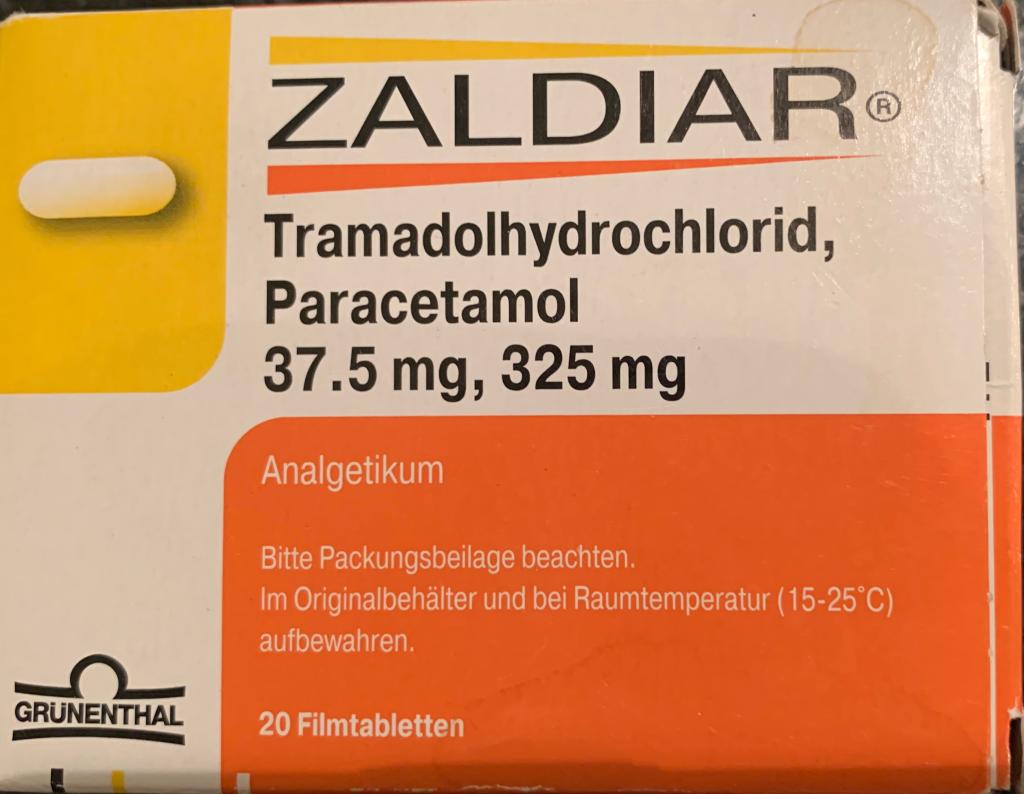 ZALDIAR®
Tramadolhydrochlorid,
Paracetamol
37.5 mg, 325 mg
Analgetikum
Bitte Packungsbeilage beachten.
Im Originalbehälter und bei Raumtemperatur (15-25°C)
aufbewahren.
20 Filmtabletten
GRÜNENTHAL